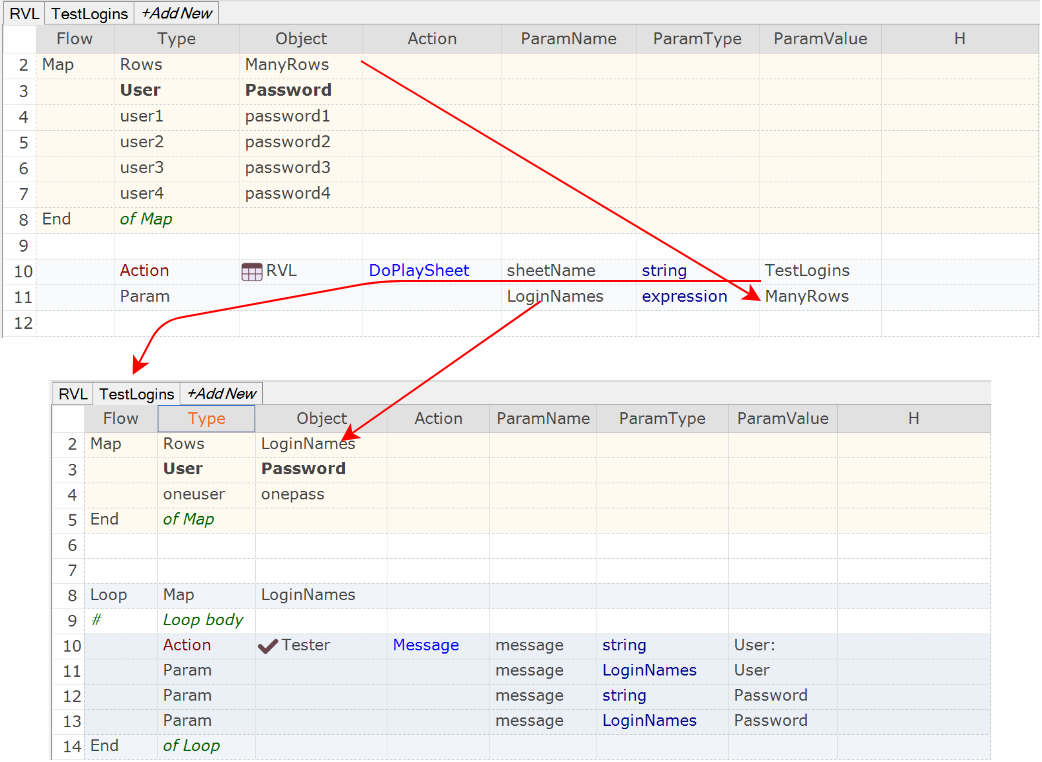 RVL TestLogins +Add New
Flow Type Object Action ParamName ParamType ParamValue H
2 Map Rows ManyRows
3 User Password
4 user1 password1
5 user2 password2
6 user3 password3
7 user4 password4
8 End of Map
9
10 Action RVL DoPlaySheet sheetName string TestLogins
11 Param LoginNames expression ManyRows
12
RVL TestLogins +Add New
Flow Type Object Action ParamName ParamType ParamValue H
2 Map Rows LoginNames
3 User Password
4 oneuser onepass
5 End of Map
6
7
8 Loop Map LoginNames
9 # Loop body
10 Action Tester Message message string User:
11 Param message LoginNames User
12 Param message string Password
13 Param message LoginNames Password
14 End of Loop